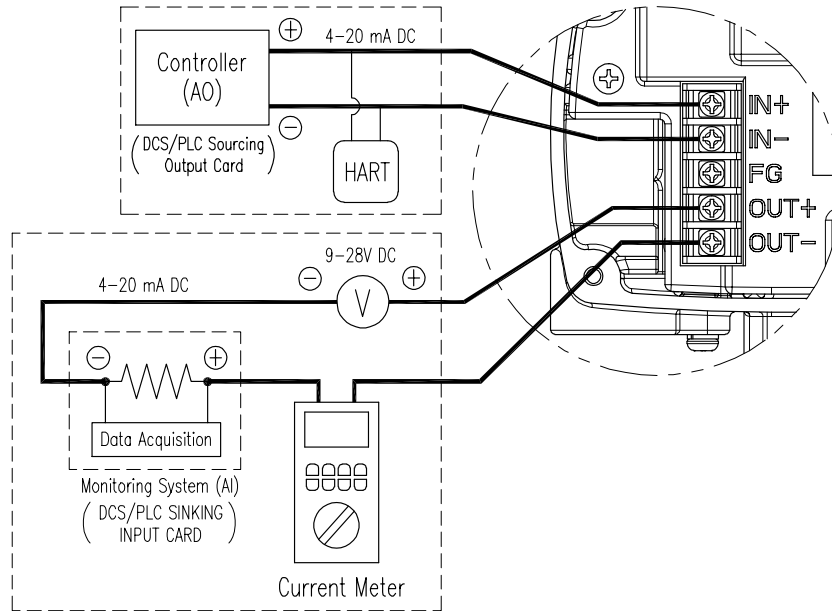 4-20 mA DC
⊕
Controller
(AO)
⊖
( DCS/PLC Sourcing
Output Card )
HART
IN+
IN-
FG
OUT+
OUT-
9-28V DC
⊖ V ⊕
4-20 mA DC
⊖ ⊕
Data Acquisition
Monitoring System (AI)
( DCS/PLC SINKING
INPUT CARD )
Current Meter